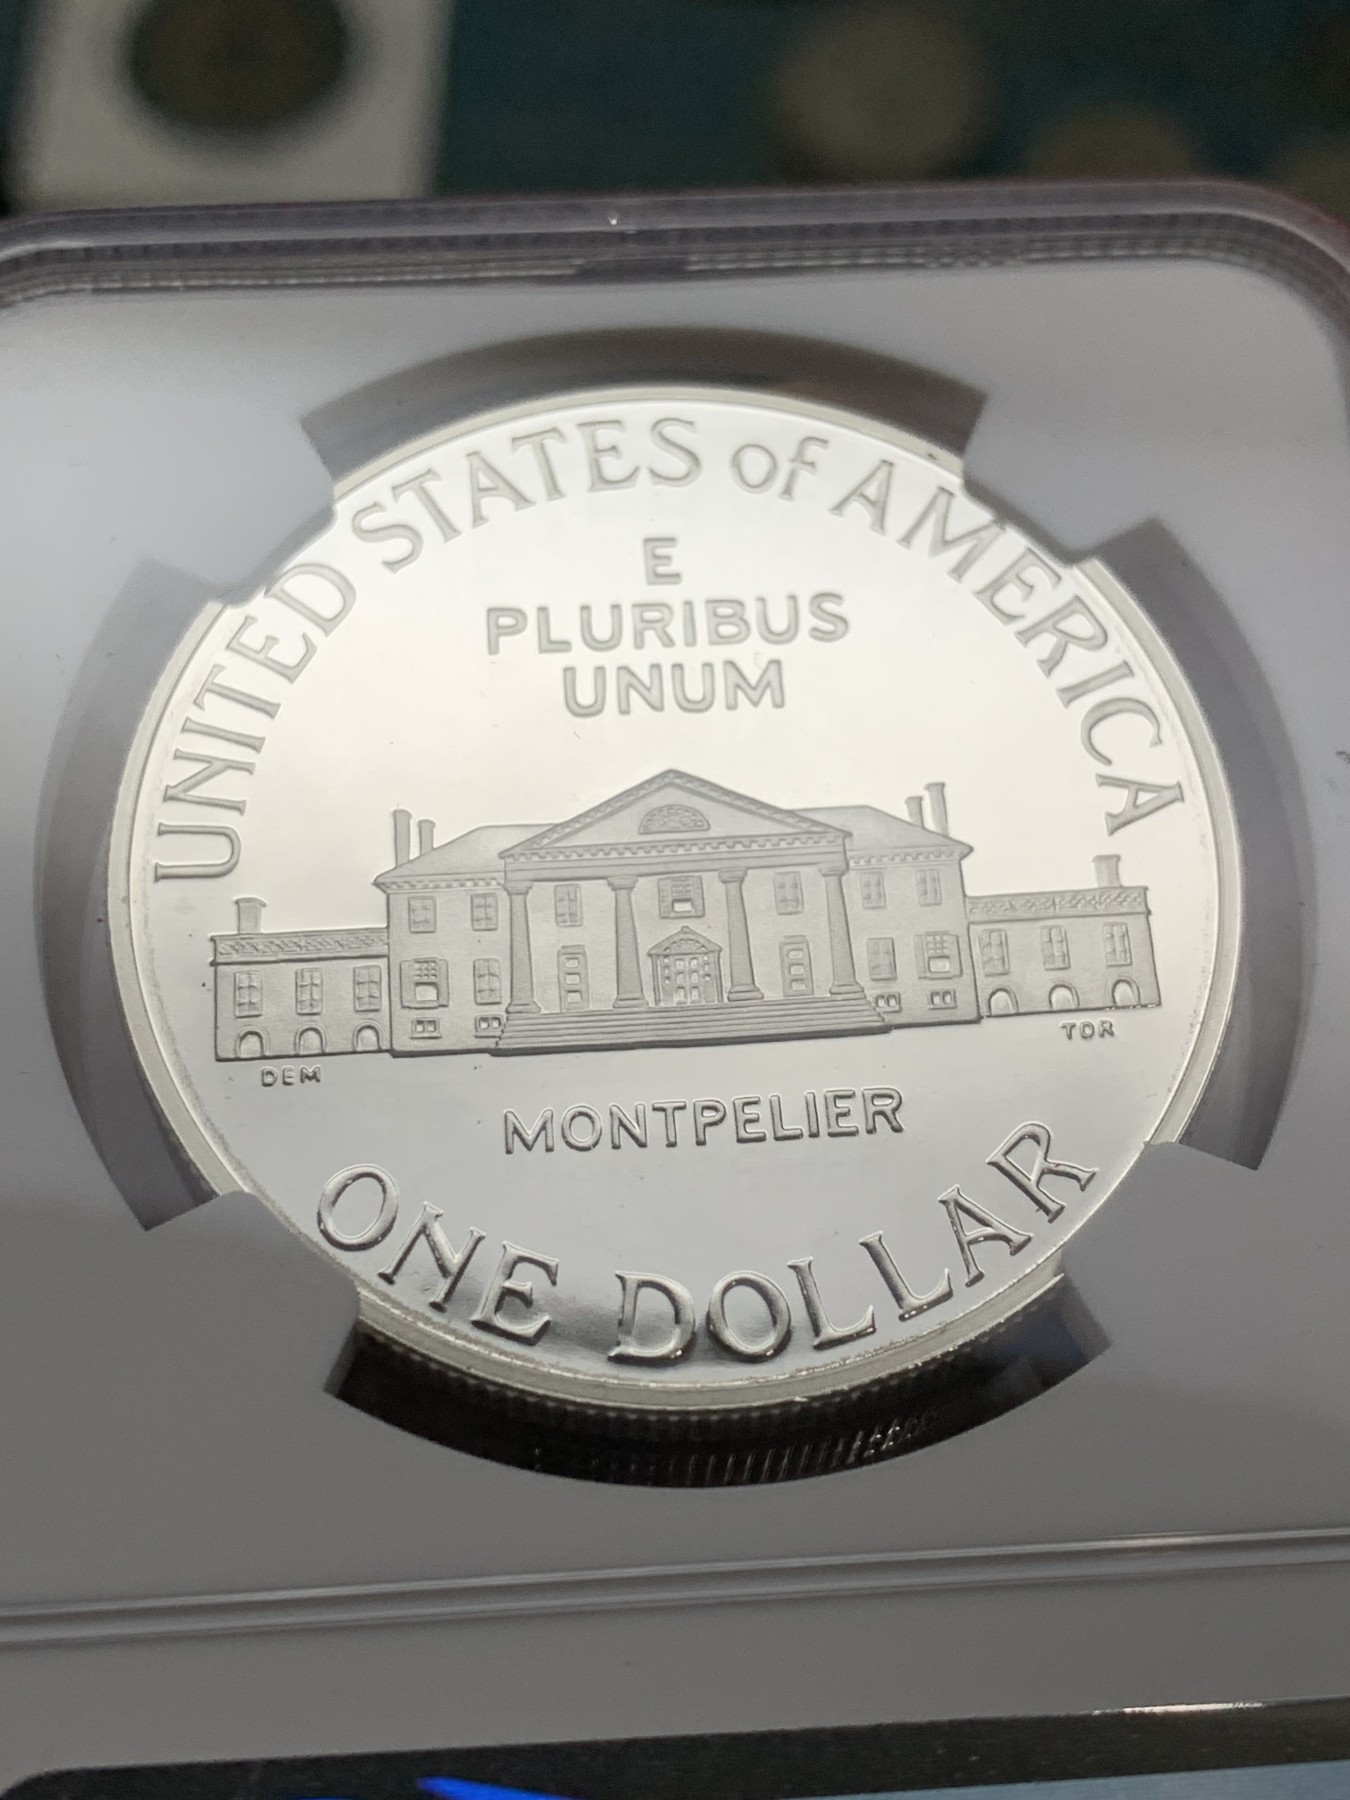 UNITED STATES of AMERICA
E
PLURIBUS
UNUM
DEM
TOR
MONTPELIER
ONE DOLLAR